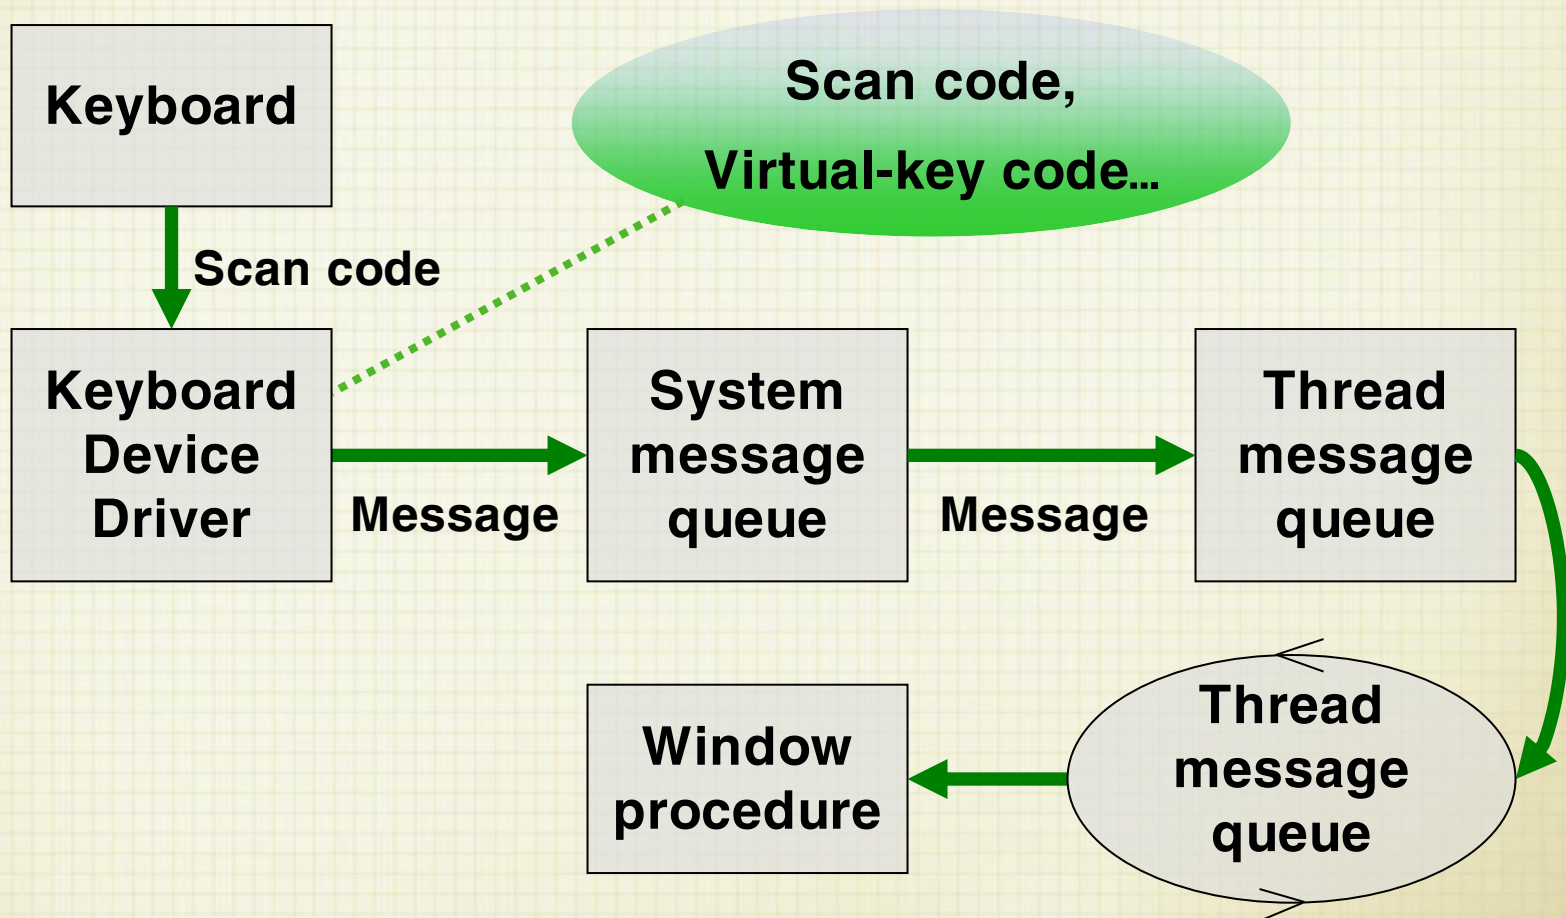 Keyboard
Scan code,
Virtual-key code...
Scan code
Keyboard
Device
Driver
Message
System
message
queue
Message
Thread
message
queue
Window
procedure
Thread
message
queue